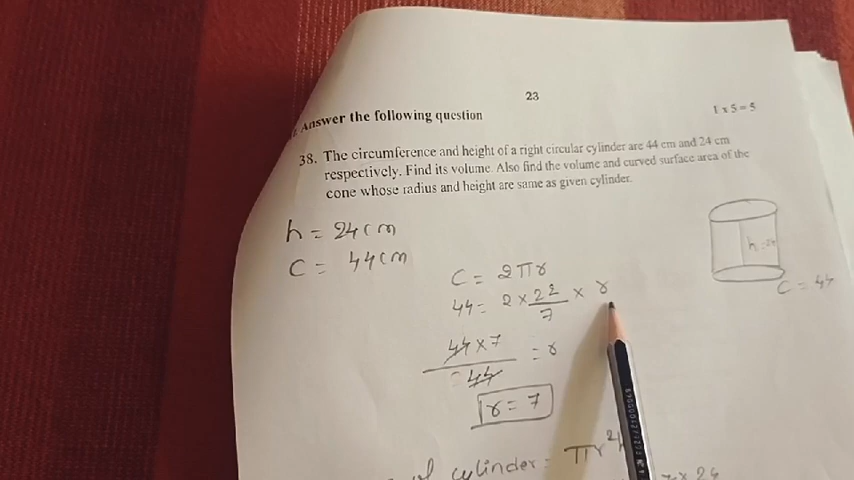 23
Answer the following question
1 x 5 = 5
38. The circumference and height of a right circular cylinder are 44 cm and 24 cm
respectively. Find its volume. Also find the volume and curved surface area of the
cone whose radius and height are same as given cylinder.
h = 24cm
C = 44cm
h = 24
C = 44
C = 2πr
44 = 2 × 22/7 × r
44 × 7 / 44 = r
r = 7
of cylinder = πr²h
× 24